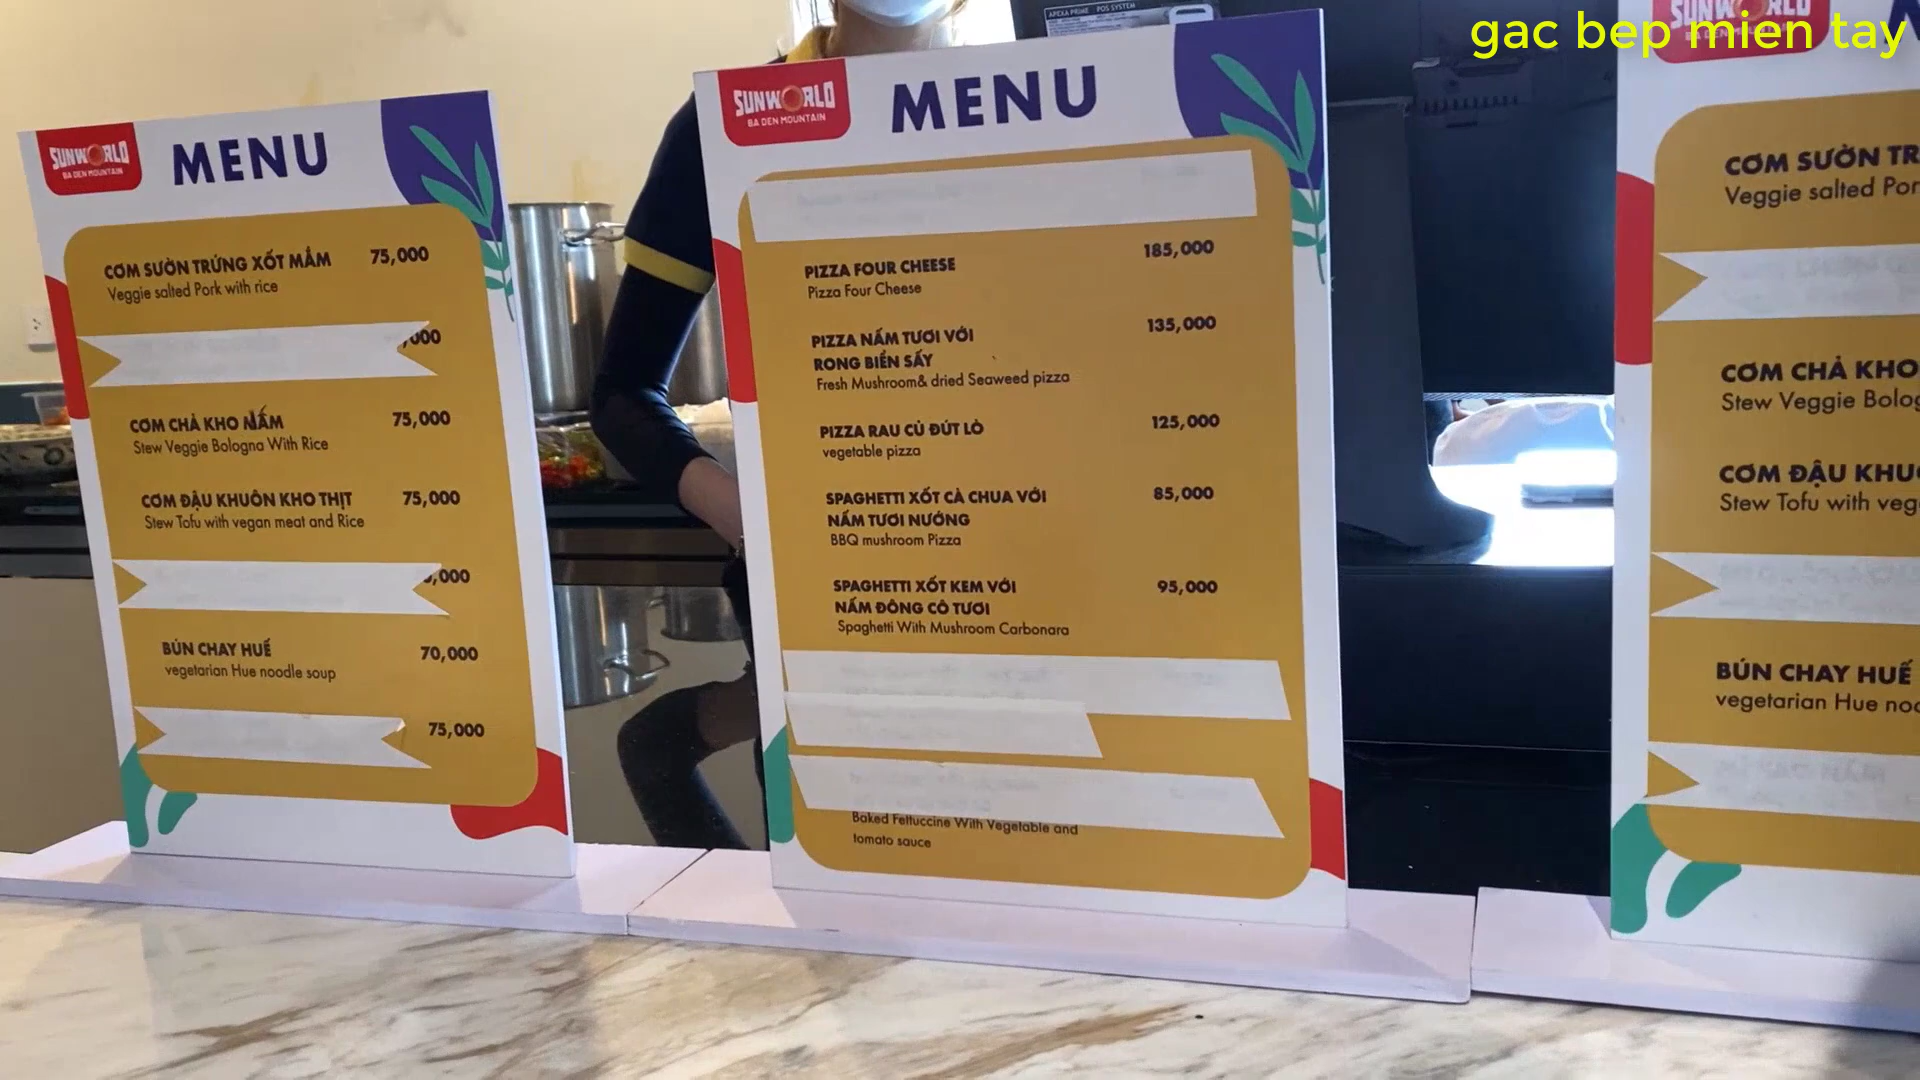 gac bep mien tay
SUNWORLD
BA DEN MOUNTAIN
MENU
CƠM SƯỜN TRỨNG XỐT MẮM 75,000
Veggie salted Pork with rice
,000
CƠM CHẢ KHO NẤM 75,000
Stew Veggie Bologna With Rice
CƠM ĐẬU KHUÔN KHO THỊT 75,000
Stew Tofu with vegan meat and Rice
,000
BÚN CHAY HUẾ 70,000
vegetarian Hue noodle soup
75,000
APEXA PRIME POS SYSTEM
SUNWORLD
BA DEN MOUNTAIN
MENU
PIZZA FOUR CHEESE 185,000
Pizza Four Cheese
PIZZA NẤM TƯƠI VỚI 135,000
RONG BIỂN SẤY
Fresh Mushroom& dried Seaweed pizza
PIZZA RAU CỦ ĐÚT LÒ 125,000
vegetable pizza
SPAGHETTI XỐT CÀ CHUA VỚI 85,000
NẤM TƯƠI NƯỚNG
BBQ mushroom Pizza
SPAGHETTI XỐT KEM VỚI 95,000
NẤM ĐÔNG CÔ TƯƠI
Spaghetti With Mushroom Carbonara
Baked Fettuccine With Vegetable and
tomato sauce
SUNWORLD
CƠM SƯỜN TR
Veggie salted Por
CƠM CHẢ KHO
Stew Veggie Bolog
CƠM ĐẬU KHU
Stew Tofu with veg
BÚN CHAY HUẾ
vegetarian Hue noo